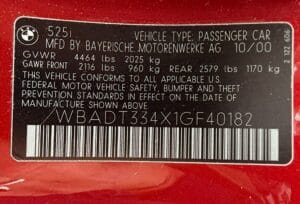 525i VEHICLE TYPE: PASSENGER CAR
MFD BY BAYERISCHE MOTORENWERKE AG 10/00
GVWR 4464 lbs 2025 kg
GAWR FRONT 2116 lbs 960 kg REAR 2579 lbs 1170 kg
THIS VEHICLE CONFORMS TO ALL APPLICABLE
FEDERAL MOTOR VEHICLE SAFETY, BUMPER AND THEFT
PREVENTION STANDARDS IN EFFECT ON THE DATE OF
MANUFACTURE SHOWN ABOVE.
WBADT334X1GF40182